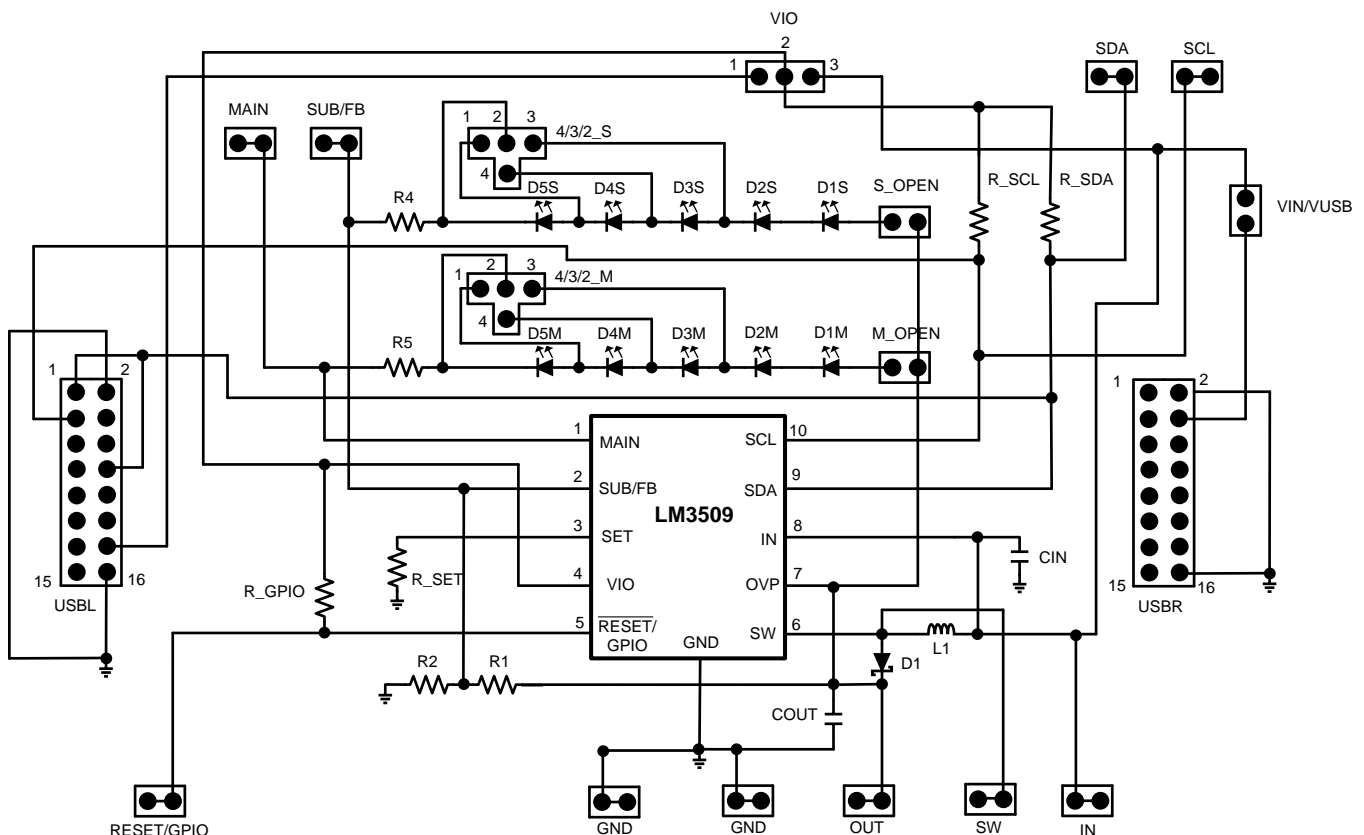 VIO
2
1
3
SDA
SCL
MAIN
SUB/FB
1
2
3
4/3/2_S
4
R4
D5S
D4S
D3S
D2S
D1S
S_OPEN
R_SCL
R_SDA
VIN/VUSB
1
2
3
4/3/2_M
4
R5
D5M
D4M
D3M
D2M
D1M
M_OPEN
1
2
15
16
USBL
1
2
15
16
USBR
1
MAIN
SCL
10
2
SUB/FB
SDA
9
LM3509
3
SET
IN
8
4
VIO
OVP
7
5
RESET/
GPIO
GND
SW
6
R_SET
R_GPIO
CIN
L1
D1
R2
R1
COUT
RESET/GPIO
GND
GND
OUT
SW
IN